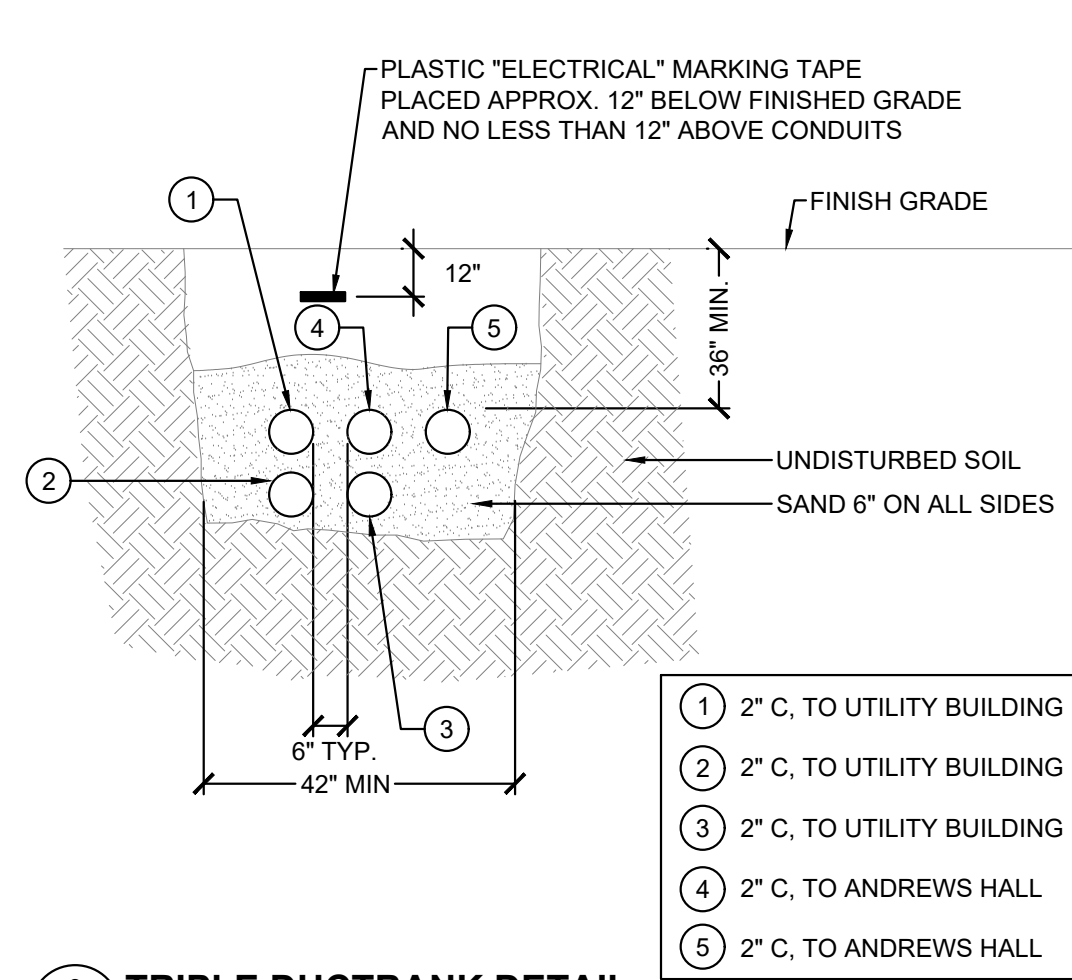 PLASTIC "ELECTRICAL" MARKING TAPE
PLACED APPROX. 12" BELOW FINISHED GRADE
AND NO LESS THAN 12" ABOVE CONDUITS
1
FINISH GRADE
12"
36" MIN.
4
5
2
UNDISTURBED SOIL
SAND 6" ON ALL SIDES
3
6" TYP.
42" MIN
1 2" C, TO UTILITY BUILDING
2 2" C, TO UTILITY BUILDING
3 2" C, TO UTILITY BUILDING
4 2" C, TO ANDREWS HALL
5 2" C, TO ANDREWS HALL
TRIPLE DUCTBANK DETAIL